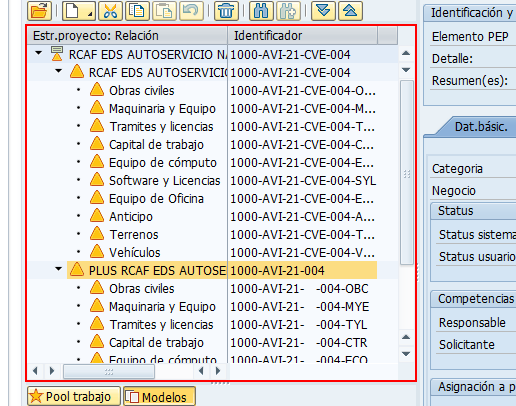 Estr.proyecto: Relación Identificador
RCAF EDS AUTOSERVICIO NA 1000-AVI-21-CVE-004
RCAF EDS AUTOSERVICIO 1000-AVI-21-CVE-004
Obras civiles 1000-AVI-21-CVE-004-O...
Maquinaria y Equipo 1000-AVI-21-CVE-004-M...
Tramites y licencias 1000-AVI-21-CVE-004-T...
Capital de trabajo 1000-AVI-21-CVE-004-C...
Equipo de cómputo 1000-AVI-21-CVE-004-E...
Software y Licencias 1000-AVI-21-CVE-004-SYL
Equipo de Oficina 1000-AVI-21-CVE-004-E...
Anticipo 1000-AVI-21-CVE-004-A...
Terrenos 1000-AVI-21-CVE-004-T...
Vehículos 1000-AVI-21-CVE-004-V...
PLUS RCAF EDS AUTOSE 1000-AVI-21-004
Obras civiles 1000-AVI-21- -004-OBC
Maquinaria y Equipo 1000-AVI-21- -004-MYE
Tramites y licencias 1000-AVI-21- -004-TYL
Capital de trabajo 1000-AVI-21- -004-CTR
Equipo de cómputo 1000-AVI-21- -004-ECO
Pool trabajo Modelos
Identificación y
Elemento PEP
Detalle:
Resumen(es):
Dat.básic.
Categoria
Negocio
Status
Status sistema
Status usuario
Competencias
Responsable
Solicitante
Asignación a p